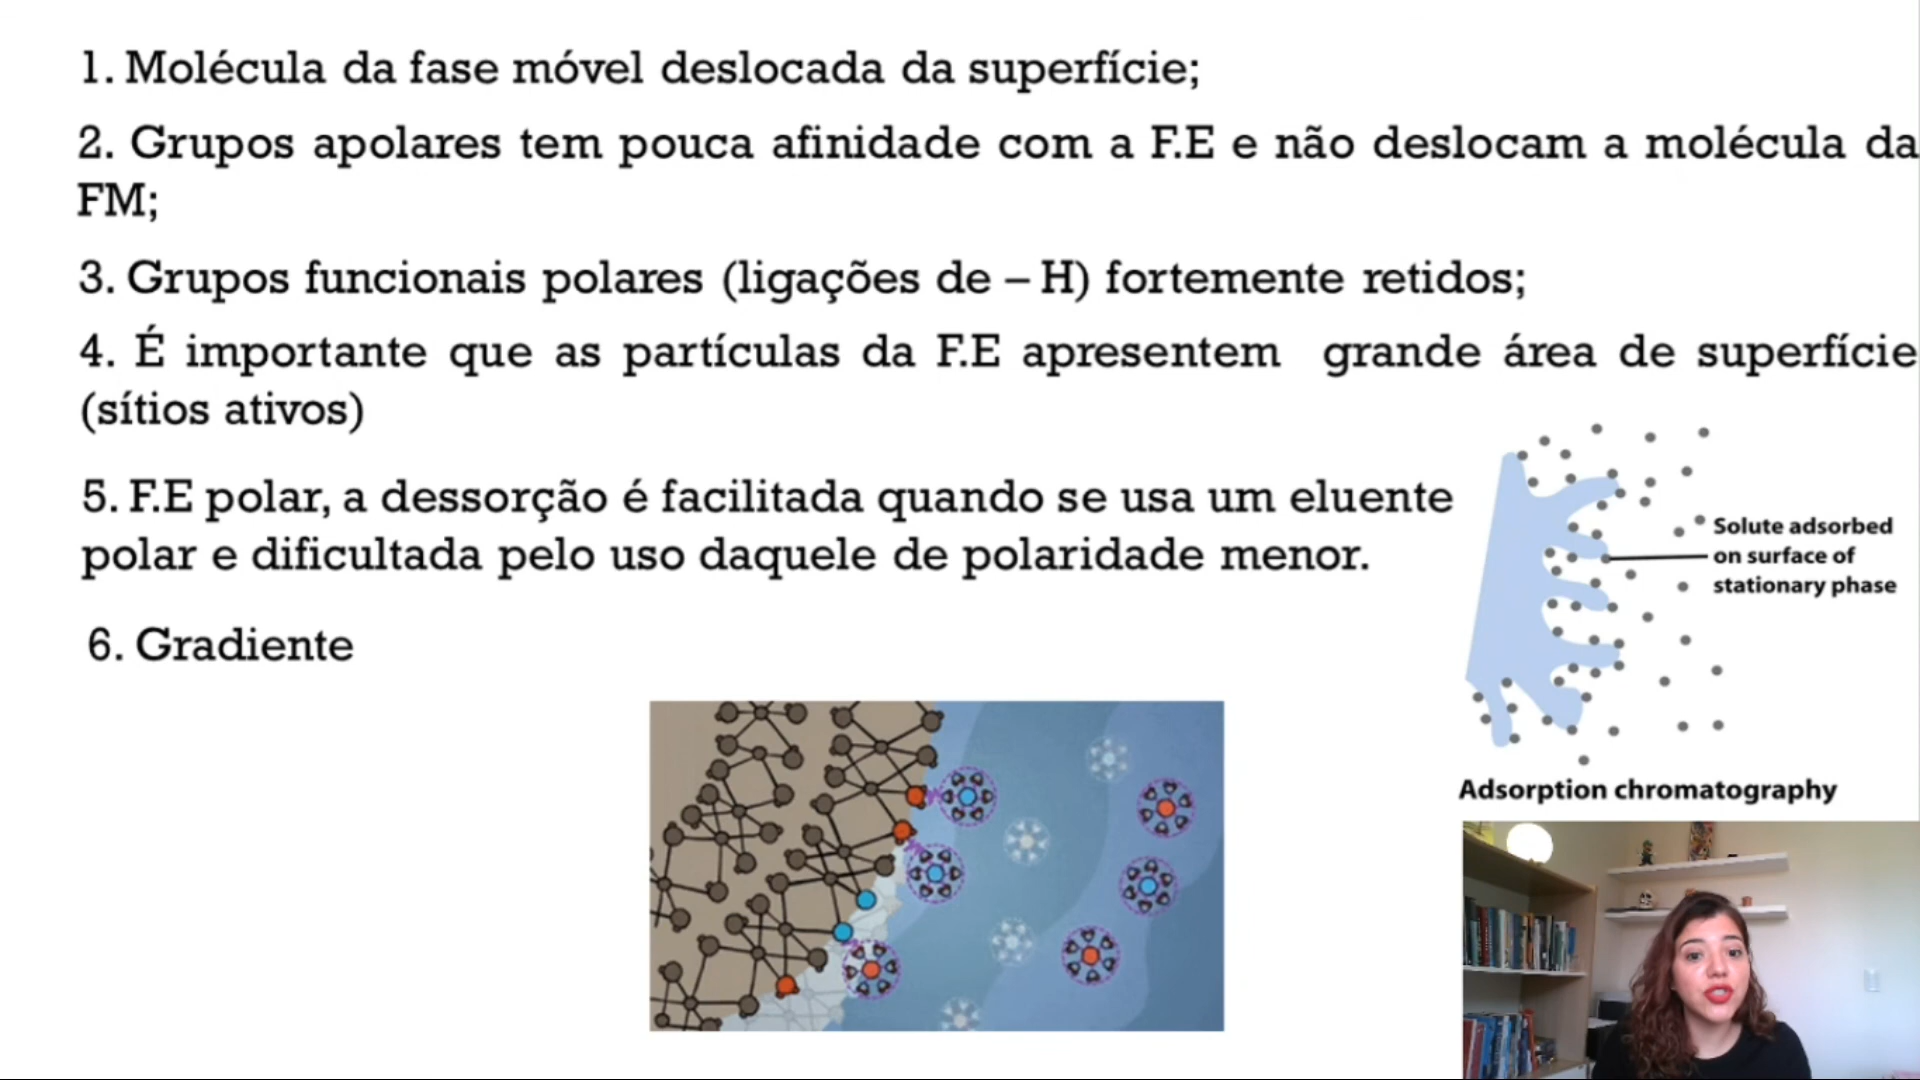 1. Molécula da fase móvel deslocada da superfície;
2. Grupos apolares tem pouca afinidade com a F.E e não deslocam a molécula da
FM;
3. Grupos funcionais polares (ligações de – H) fortemente retidos;
4. É importante que as partículas da F.E apresentem grande área de superfície
(sítios ativos)
5. F.E polar, a dessorção é facilitada quando se usa um eluente
polar e dificultada pelo uso daquele de polaridade menor.
6. Gradiente
Solute adsorbed
on surface of
stationary phase
Adsorption chromatography